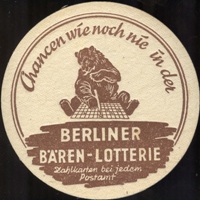 Chancen wie noch nie in der
BERLINER
BÄREN-LOTTERIE
Zahlkarten bei jedem
Postamt